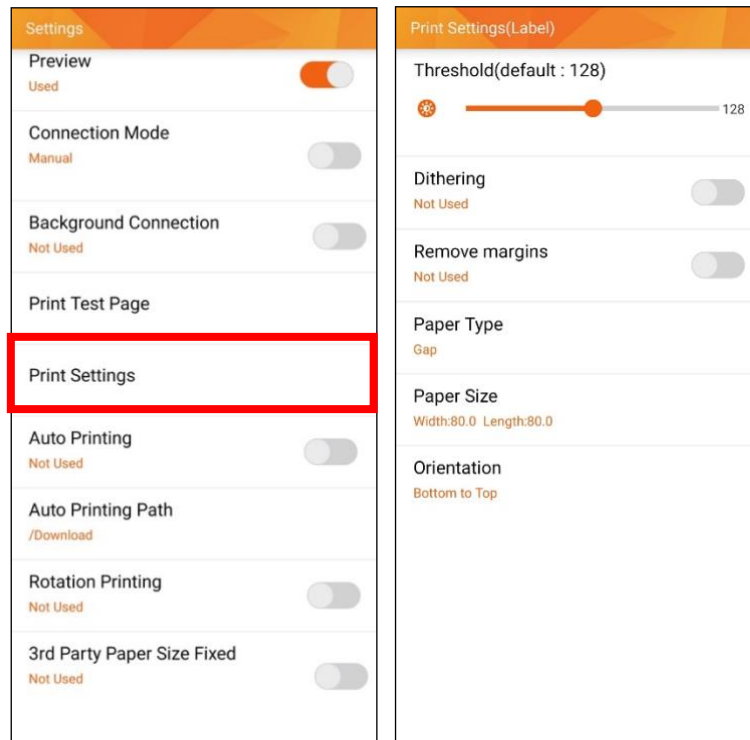 Settings
Preview
Used
Connection Mode
Manual
Background Connection
Not Used
Print Test Page
Print Settings
Auto Printing
Not Used
Auto Printing Path
/Download
Rotation Printing
Not Used
3rd Party Paper Size Fixed
Not Used
Print Settings(Label)
Threshold(default : 128)
128
Dithering
Not Used
Remove margins
Not Used
Paper Type
Gap
Paper Size
Width:80.0 Length:80.0
Orientation
Bottom to Top